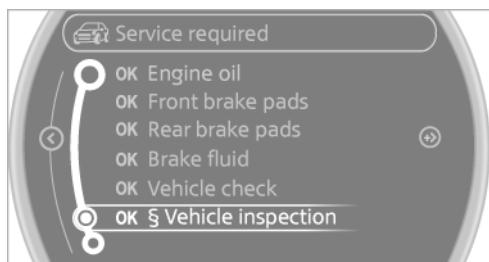 Service required
OK Engine oil
OK Front brake pads
OK Rear brake pads
OK Brake fluid
OK Vehicle check
OK § Vehicle inspection